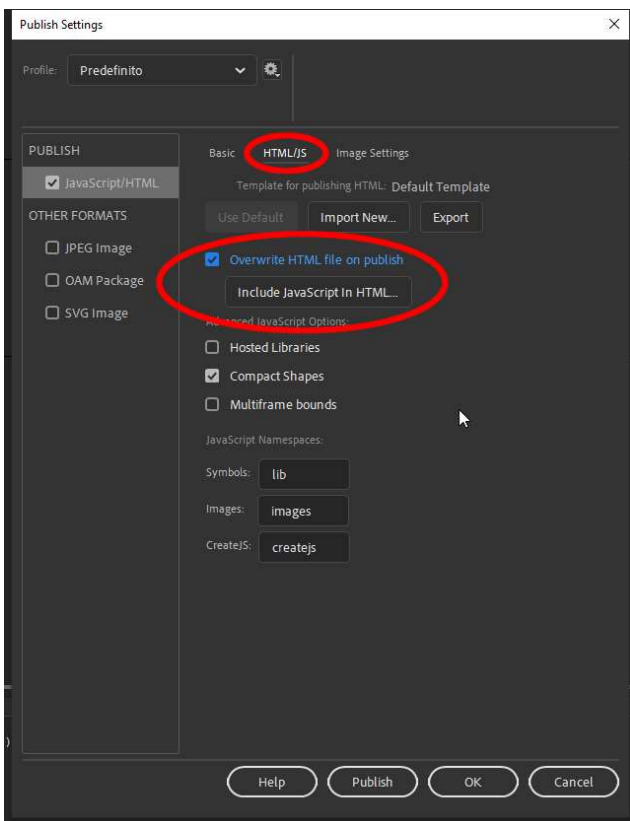 Publish Settings
Profile: Predefinito
PUBLISH
JavaScript/HTML
OTHER FORMATS
JPEG Image
OAM Package
SVG Image
Basic HTML/JS Image Settings
Template for publishing HTML: Default Template
Use Default Import New... Export
Overwrite HTML file on publish
Include JavaScript In HTML...
Advanced JavaScript Options:
Hosted Libraries
Compact Shapes
Multiframe bounds
JavaScript Namespaces:
Symbols: lib
Images: images
CreateJS: createjs
Help Publish OK Cancel